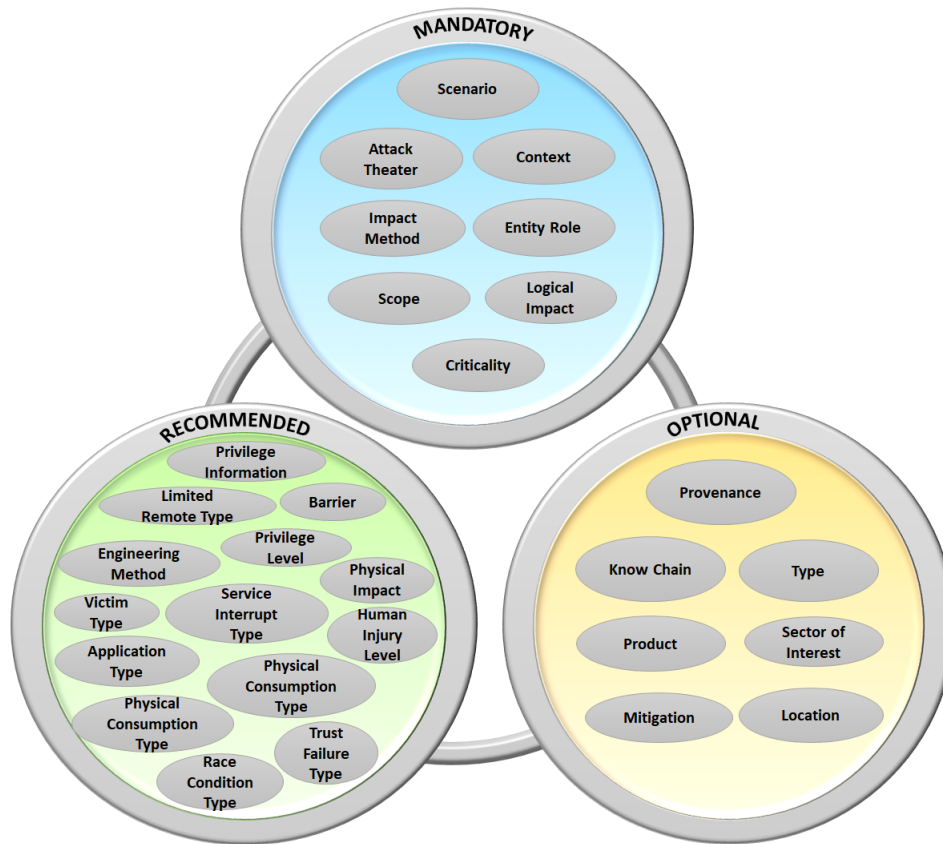 MANDATORY
Scenario
Attack
Theater
Context
Impact
Method
Entity Role
Scope
Logical
Impact
Criticality
RECOMMENDED
Privilege
Information
Limited
Remote Type
Barrier
Privilege
Level
Engineering
Method
Physical
Impact
Victim
Type
Service
Interrupt
Type
Human
Injury
Level
Application
Type
Physical
Consumption
Type
Physical
Consumption
Type
Trust
Failure
Type
Race
Condition
Type
OPTIONAL
Provenance
Know Chain
Type
Product
Sector of
Interest
Mitigation
Location